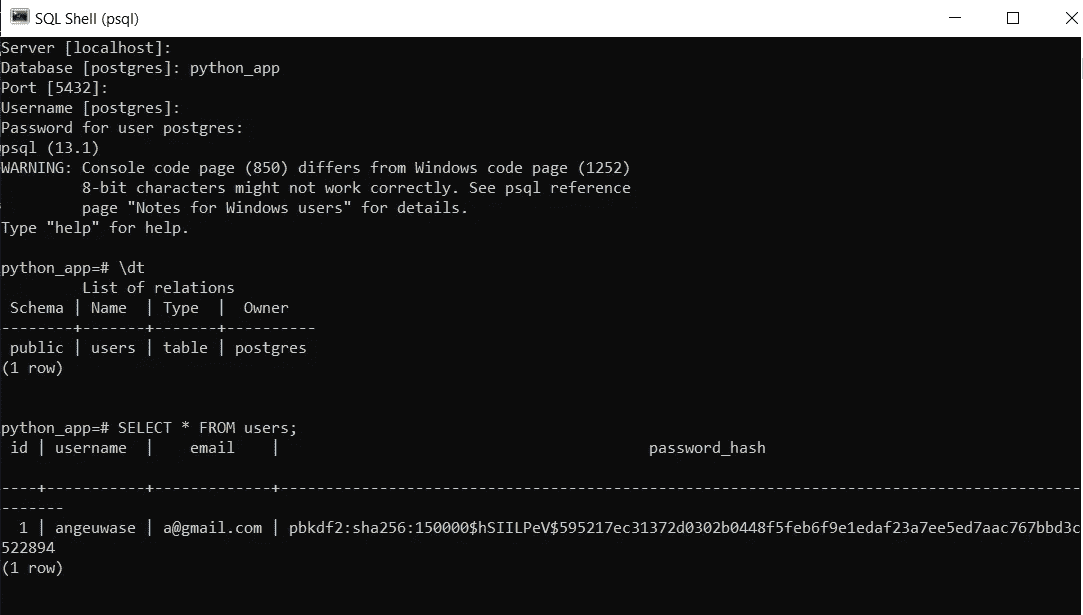 SQL Shell (psql)
Server [localhost]:
Database [postgres]: python_app
Port [5432]:
Username [postgres]:
Password for user postgres:
psql (13.1)
WARNING: Console code page (850) differs from Windows code page (1252)
         8-bit characters might not work correctly. See psql reference
         page "Notes for Windows users" for details.
Type "help" for help.

python_app=# \dt
         List of relations
 Schema | Name  | Type  |  Owner
--------+-------+-------+----------
 public | users | table | postgres
(1 row)


python_app=# SELECT * FROM users;
 id | username  |    email    |                                         password_hash

----+-----------+-------------+-----------------------------------------------------------------------------------------
-------
  1 | angeuwase | a@gmail.com | pbkdf2:sha256:150000$hSIILPeV$595217ec31372d0302b0448f5feb6f9e1edaf23a7ee5ed7aac767bbd3c
522894
(1 row)